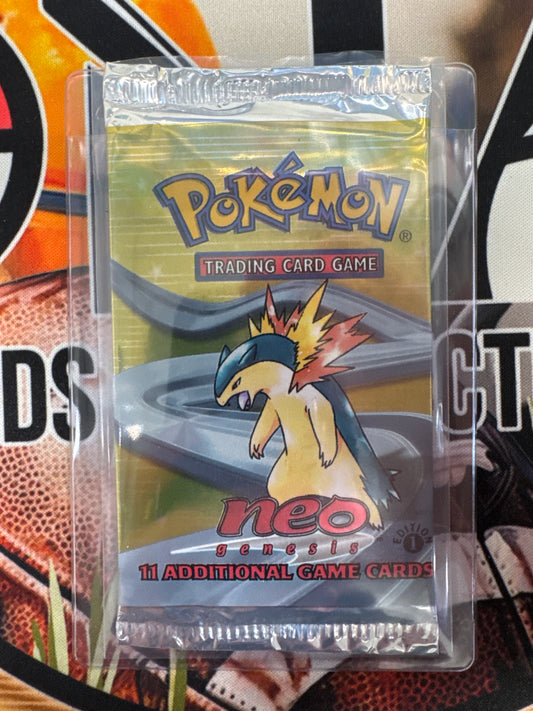 POKéMON
®
TRADING CARD GAME
DS
CT
neo
genesis
EDITION
1
11 ADDITIONAL GAME CARDS